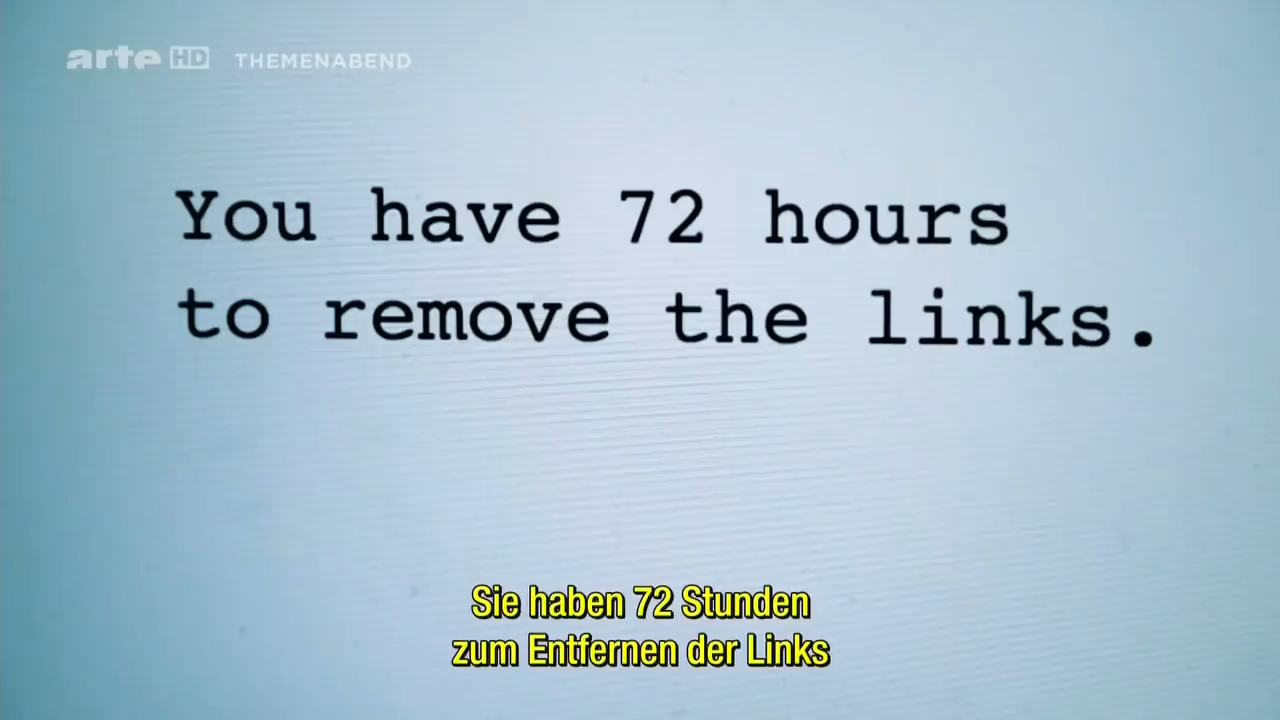 arte HD THEMENABEND
You have 72 hours
to remove the links.
Sie haben 72 Stunden
zum Entfernen der Links